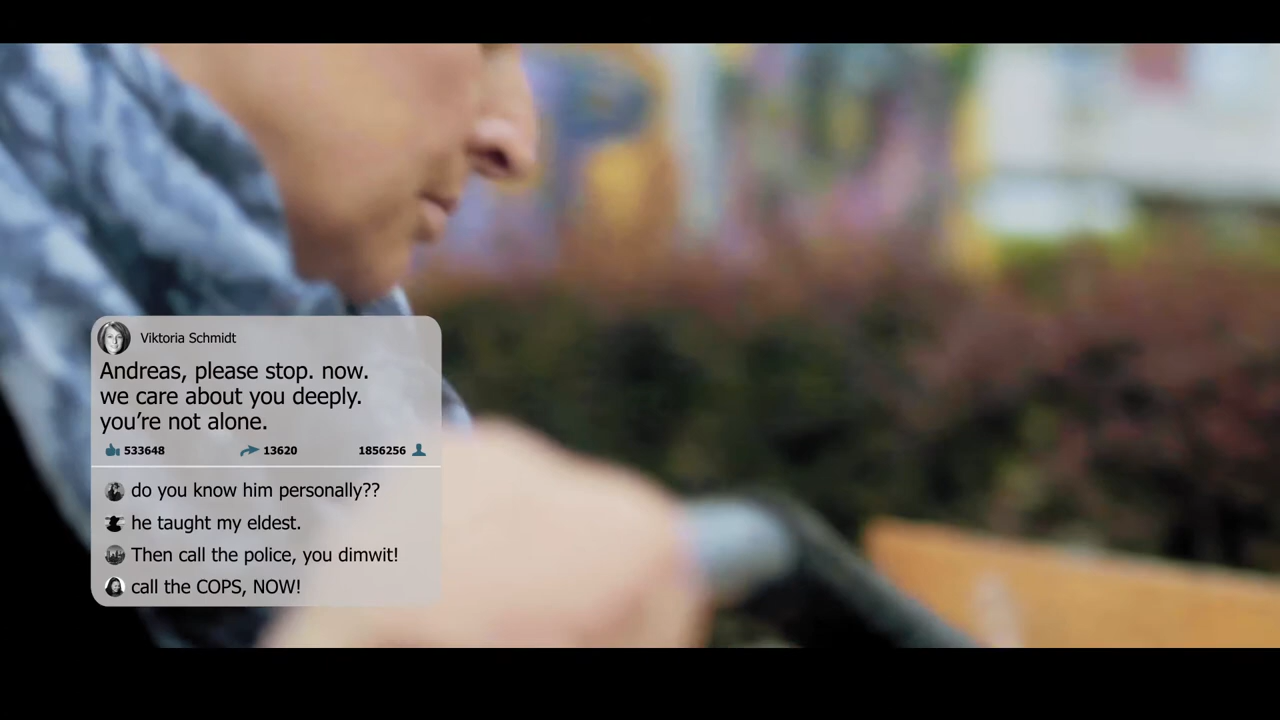 Viktoria Schmidt
Andreas, please stop. now.
we care about you deeply.
you’re not alone.
533648 13620 1856256
do you know him personally??
he taught my eldest.
Then call the police, you dimwit!
call the COPS, NOW!